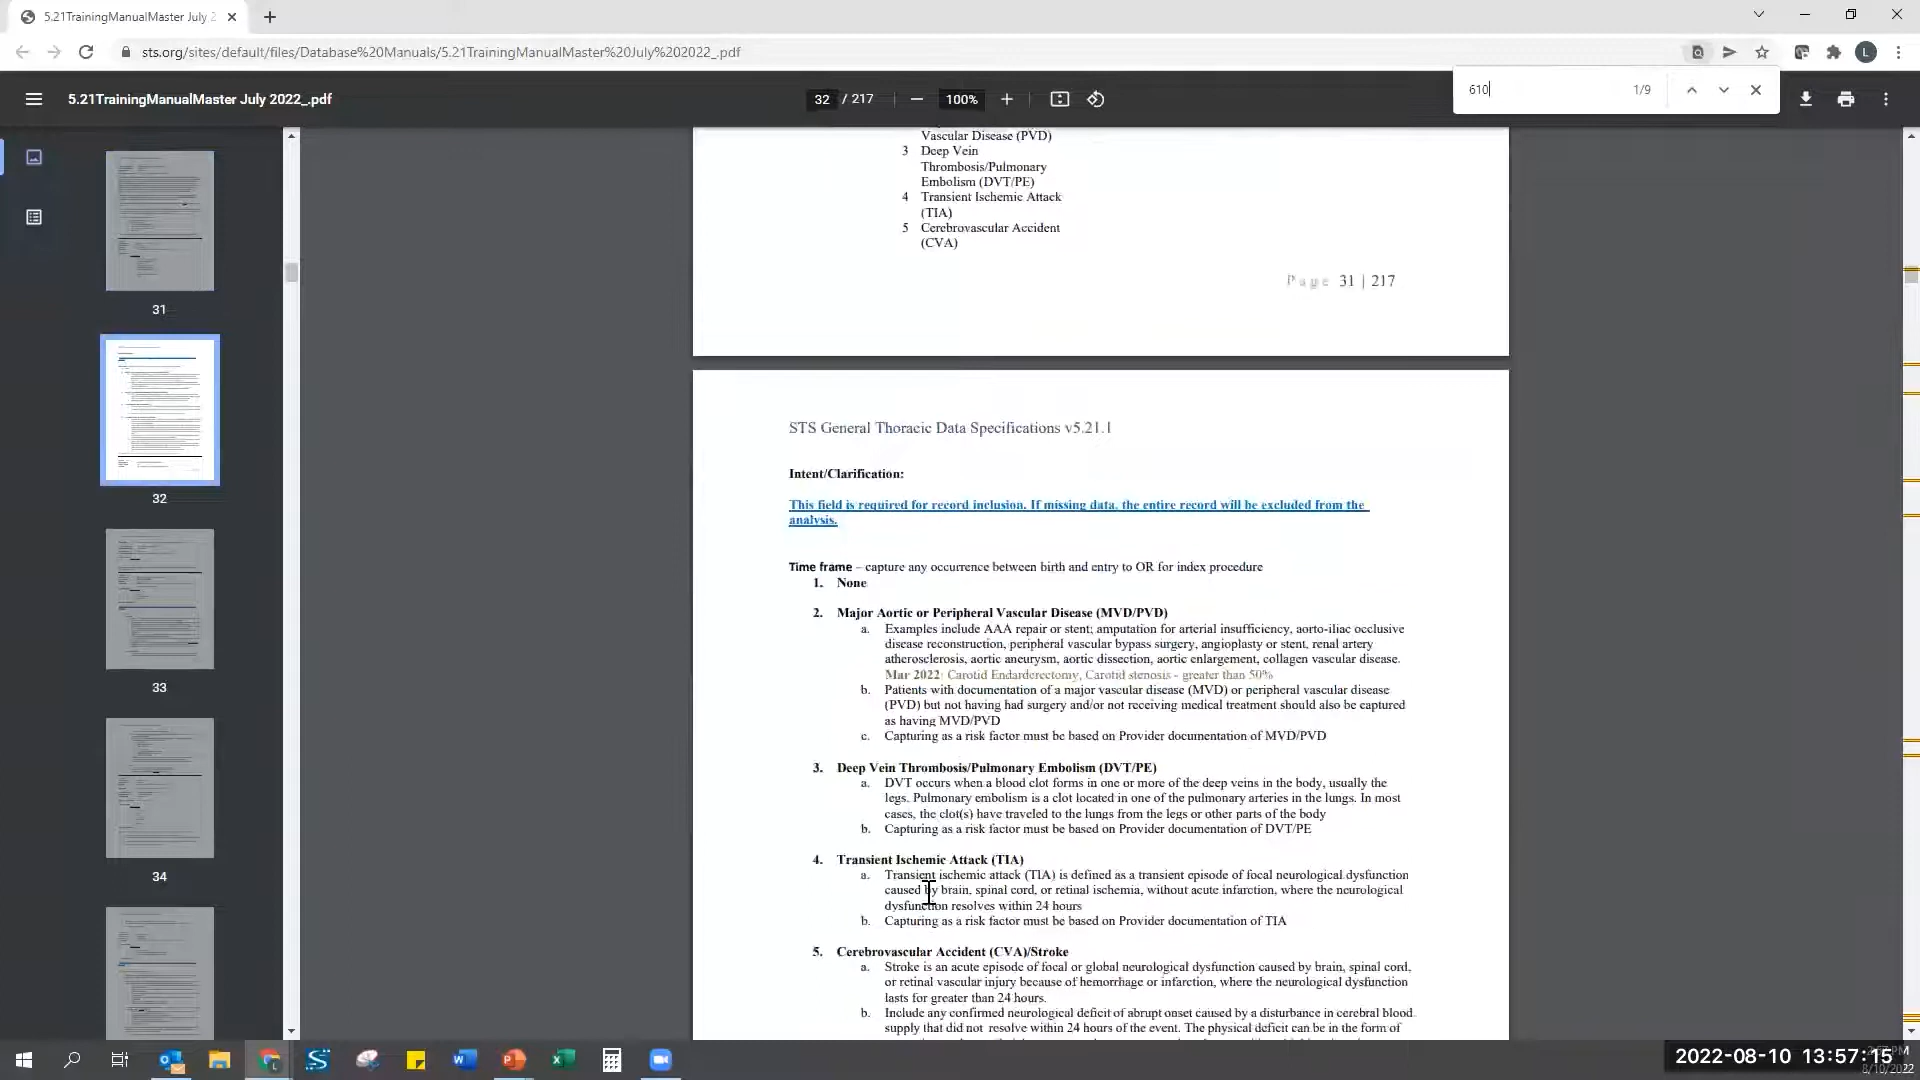 5.21TrainingManualMaster July 2
sts.org/sites/default/files/Database%20Manuals/5.21TrainingManualMaster%20July%202022_.pdf
L
610
1/9
5.21TrainingManualMaster July 2022_.pdf
32 / 217
100%
Vascular Disease (PVD)
3 Deep Vein
Thrombosis/Pulmonary
Embolism (DVT/PE)
4 Transient Ischemic Attack
(TIA)
5 Cerebrovascular Accident
(CVA)
Page 31 | 217
31
32
33
34
STS General Thoracic Data Specifications v5.21.1
Intent/Clarification:
This field is required for record inclusion. If missing data, the entire record will be excluded from the
analysis.
Time frame – capture any occurrence between birth and entry to OR for index procedure
1. None
2. Major Aortic or Peripheral Vascular Disease (MVD/PVD)
a. Examples include AAA repair or stent; amputation for arterial insufficiency, aorto-iliac occlusive
disease reconstruction, peripheral vascular bypass surgery, angioplasty or stent, renal artery
atherosclerosis, aortic aneurysm, aortic dissection, aortic enlargement, collagen vascular disease.
Mar 2022: Carotid Endarderectomy, Carotid stenosis - greater than 50%
b. Patients with documentation of a major vascular disease (MVD) or peripheral vascular disease
(PVD) but not having had surgery and/or not receiving medical treatment should also be captured
as having MVD/PVD
c. Capturing as a risk factor must be based on Provider documentation of MVD/PVD
3. Deep Vein Thrombosis/Pulmonary Embolism (DVT/PE)
a. DVT occurs when a blood clot forms in one or more of the deep veins in the body, usually the
legs. Pulmonary embolism is a clot located in one of the pulmonary arteries in the lungs. In most
cases, the clot(s) have traveled to the lungs from the legs or other parts of the body
b. Capturing as a risk factor must be based on Provider documentation of DVT/PE
4. Transient Ischemic Attack (TIA)
a. Transient ischemic attack (TIA) is defined as a transient episode of focal neurological dysfunction
caused by brain, spinal cord, or retinal ischemia, without acute infarction, where the neurological
dysfunction resolves within 24 hours
b. Capturing as a risk factor must be based on Provider documentation of TIA
5. Cerebrovascular Accident (CVA)/Stroke
a. Stroke is an acute episode of focal or global neurological dysfunction caused by brain, spinal cord,
or retinal vascular injury because of hemorrhage or infarction, where the neurological dysfunction
lasts for greater than 24 hours.
b. Include any confirmed neurological deficit of abrupt onset caused by a disturbance in cerebral blood
supply that did not resolve within 24 hours of the event. The physical deficit can be in the form of
2022-08-10 13:57:15
8/10/2022